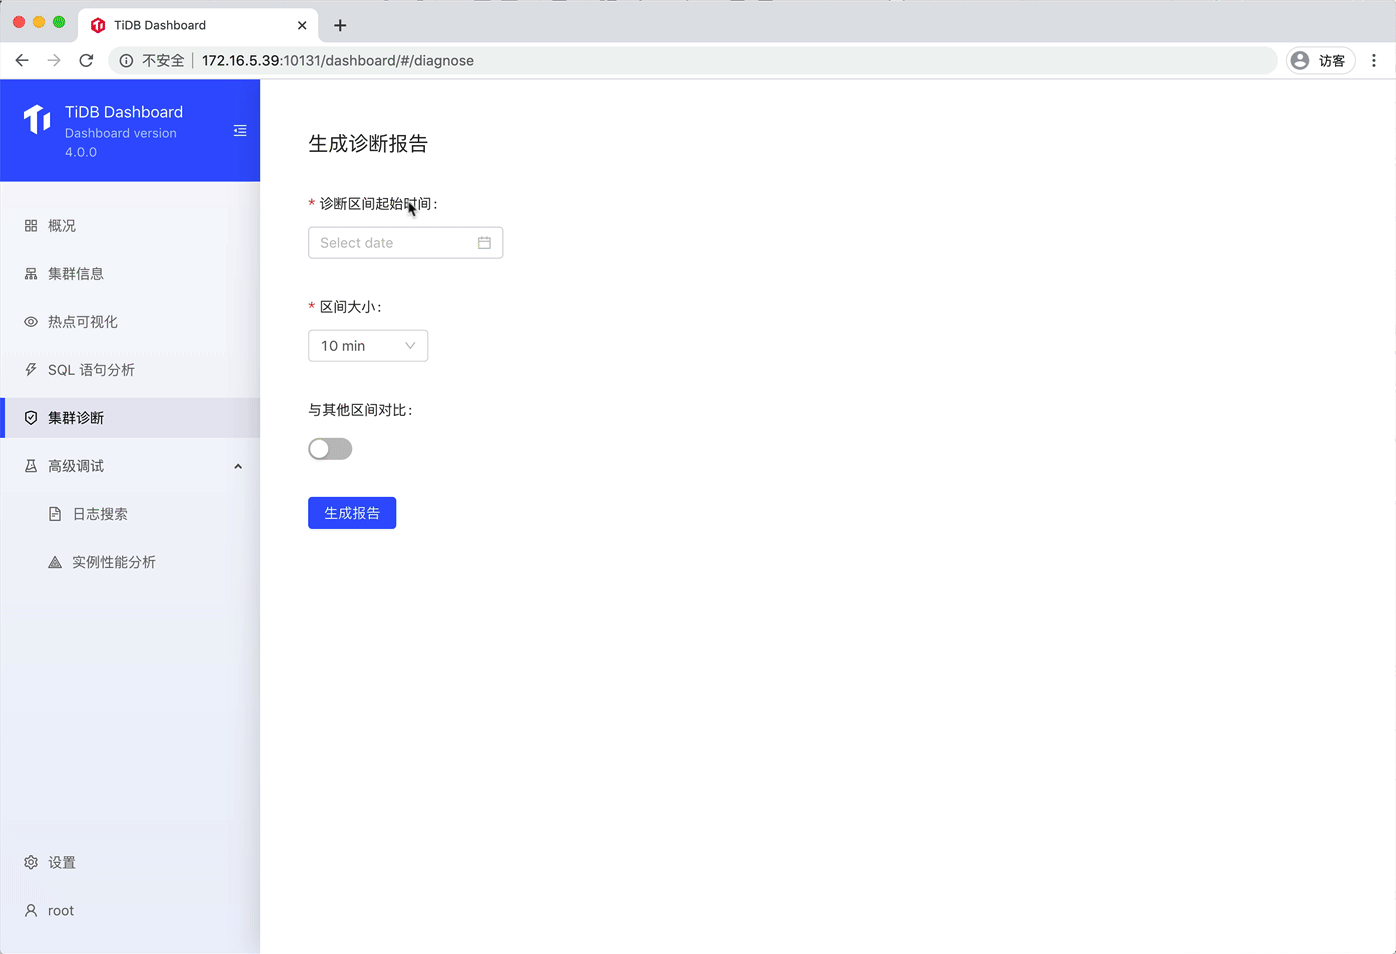 TiDB Dashboard
不安全
172.16.5.39:10131/dashboard/#/diagnose
访客
TiDB Dashboard
Dashboard version
4.0.0
概况
集群信息
热点可视化
SQL 语句分析
集群诊断
高级调试
日志搜索
实例性能分析
设置
root
生成诊断报告
* 诊断区间起始时间:
Select date
* 区间大小:
10 min
与其他区间对比:
生成报告